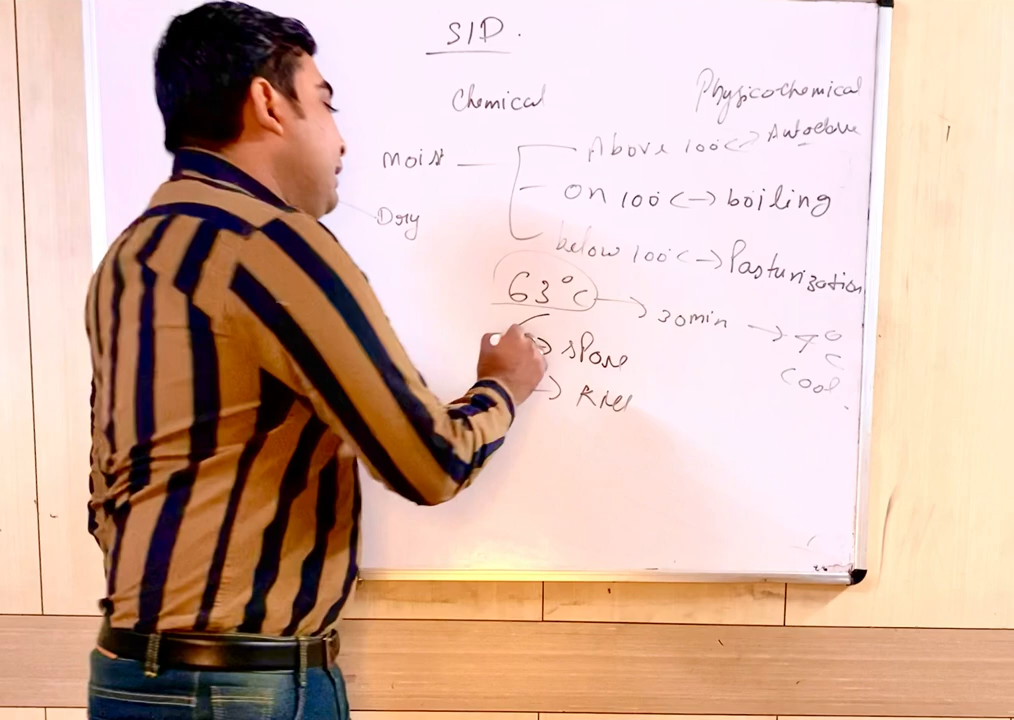 S/D.
Chemical
Physicochemical
Moist
Above 100°C → Autoclave
on 100°C → boiling
Dry
below 100°C → Pasturization
63°C → 30min → 4°C
Cool.
→ spore
→ Kill